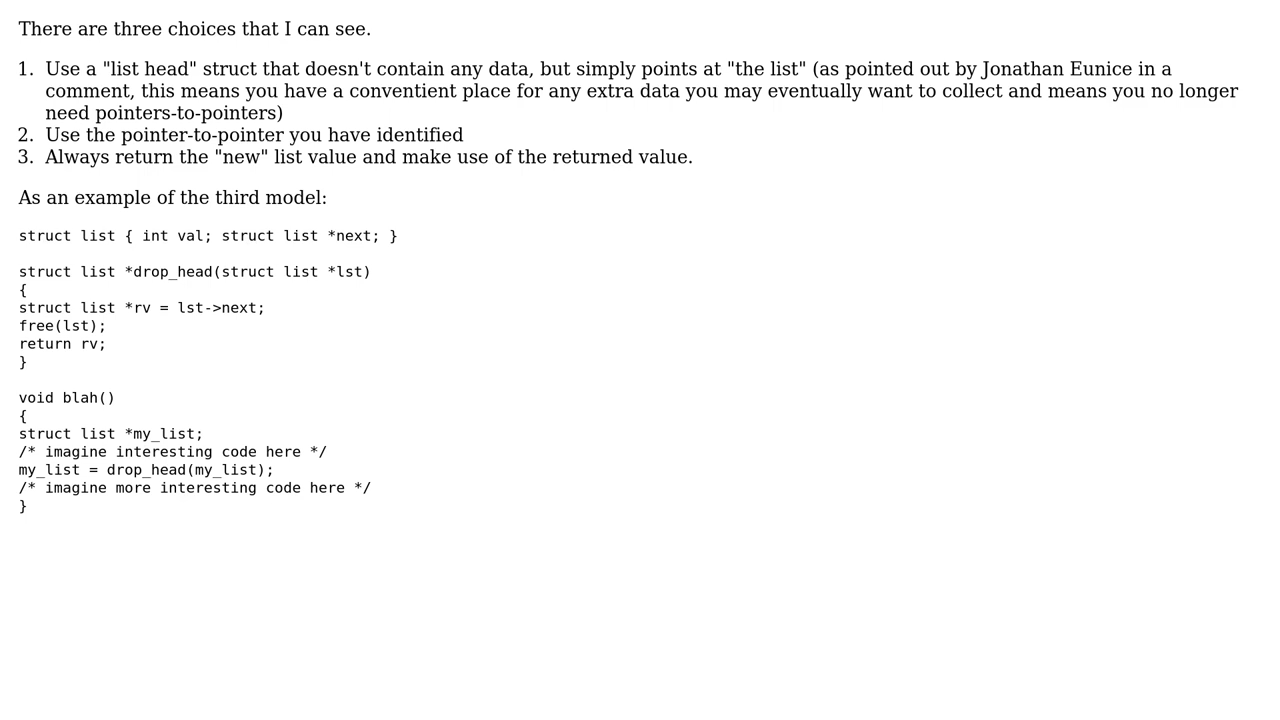 There are three choices that I can see.
1. Use a "list head" struct that doesn't contain any data, but simply points at "the list" (as pointed out by Jonathan Eunice in a
comment, this means you have a conventient place for any extra data you may eventually want to collect and means you no longer
need pointers-to-pointers)
2. Use the pointer-to-pointer you have identified
3. Always return the "new" list value and make use of the returned value.
As an example of the third model:
struct list { int val; struct list *next; }
struct list *drop_head(struct list *lst)
{
struct list *rv = lst->next;
free(lst);
return rv;
}
void blah()
{
struct list *my_list;
/* imagine interesting code here */
my_list = drop_head(my_list);
/* imagine more interesting code here */
}